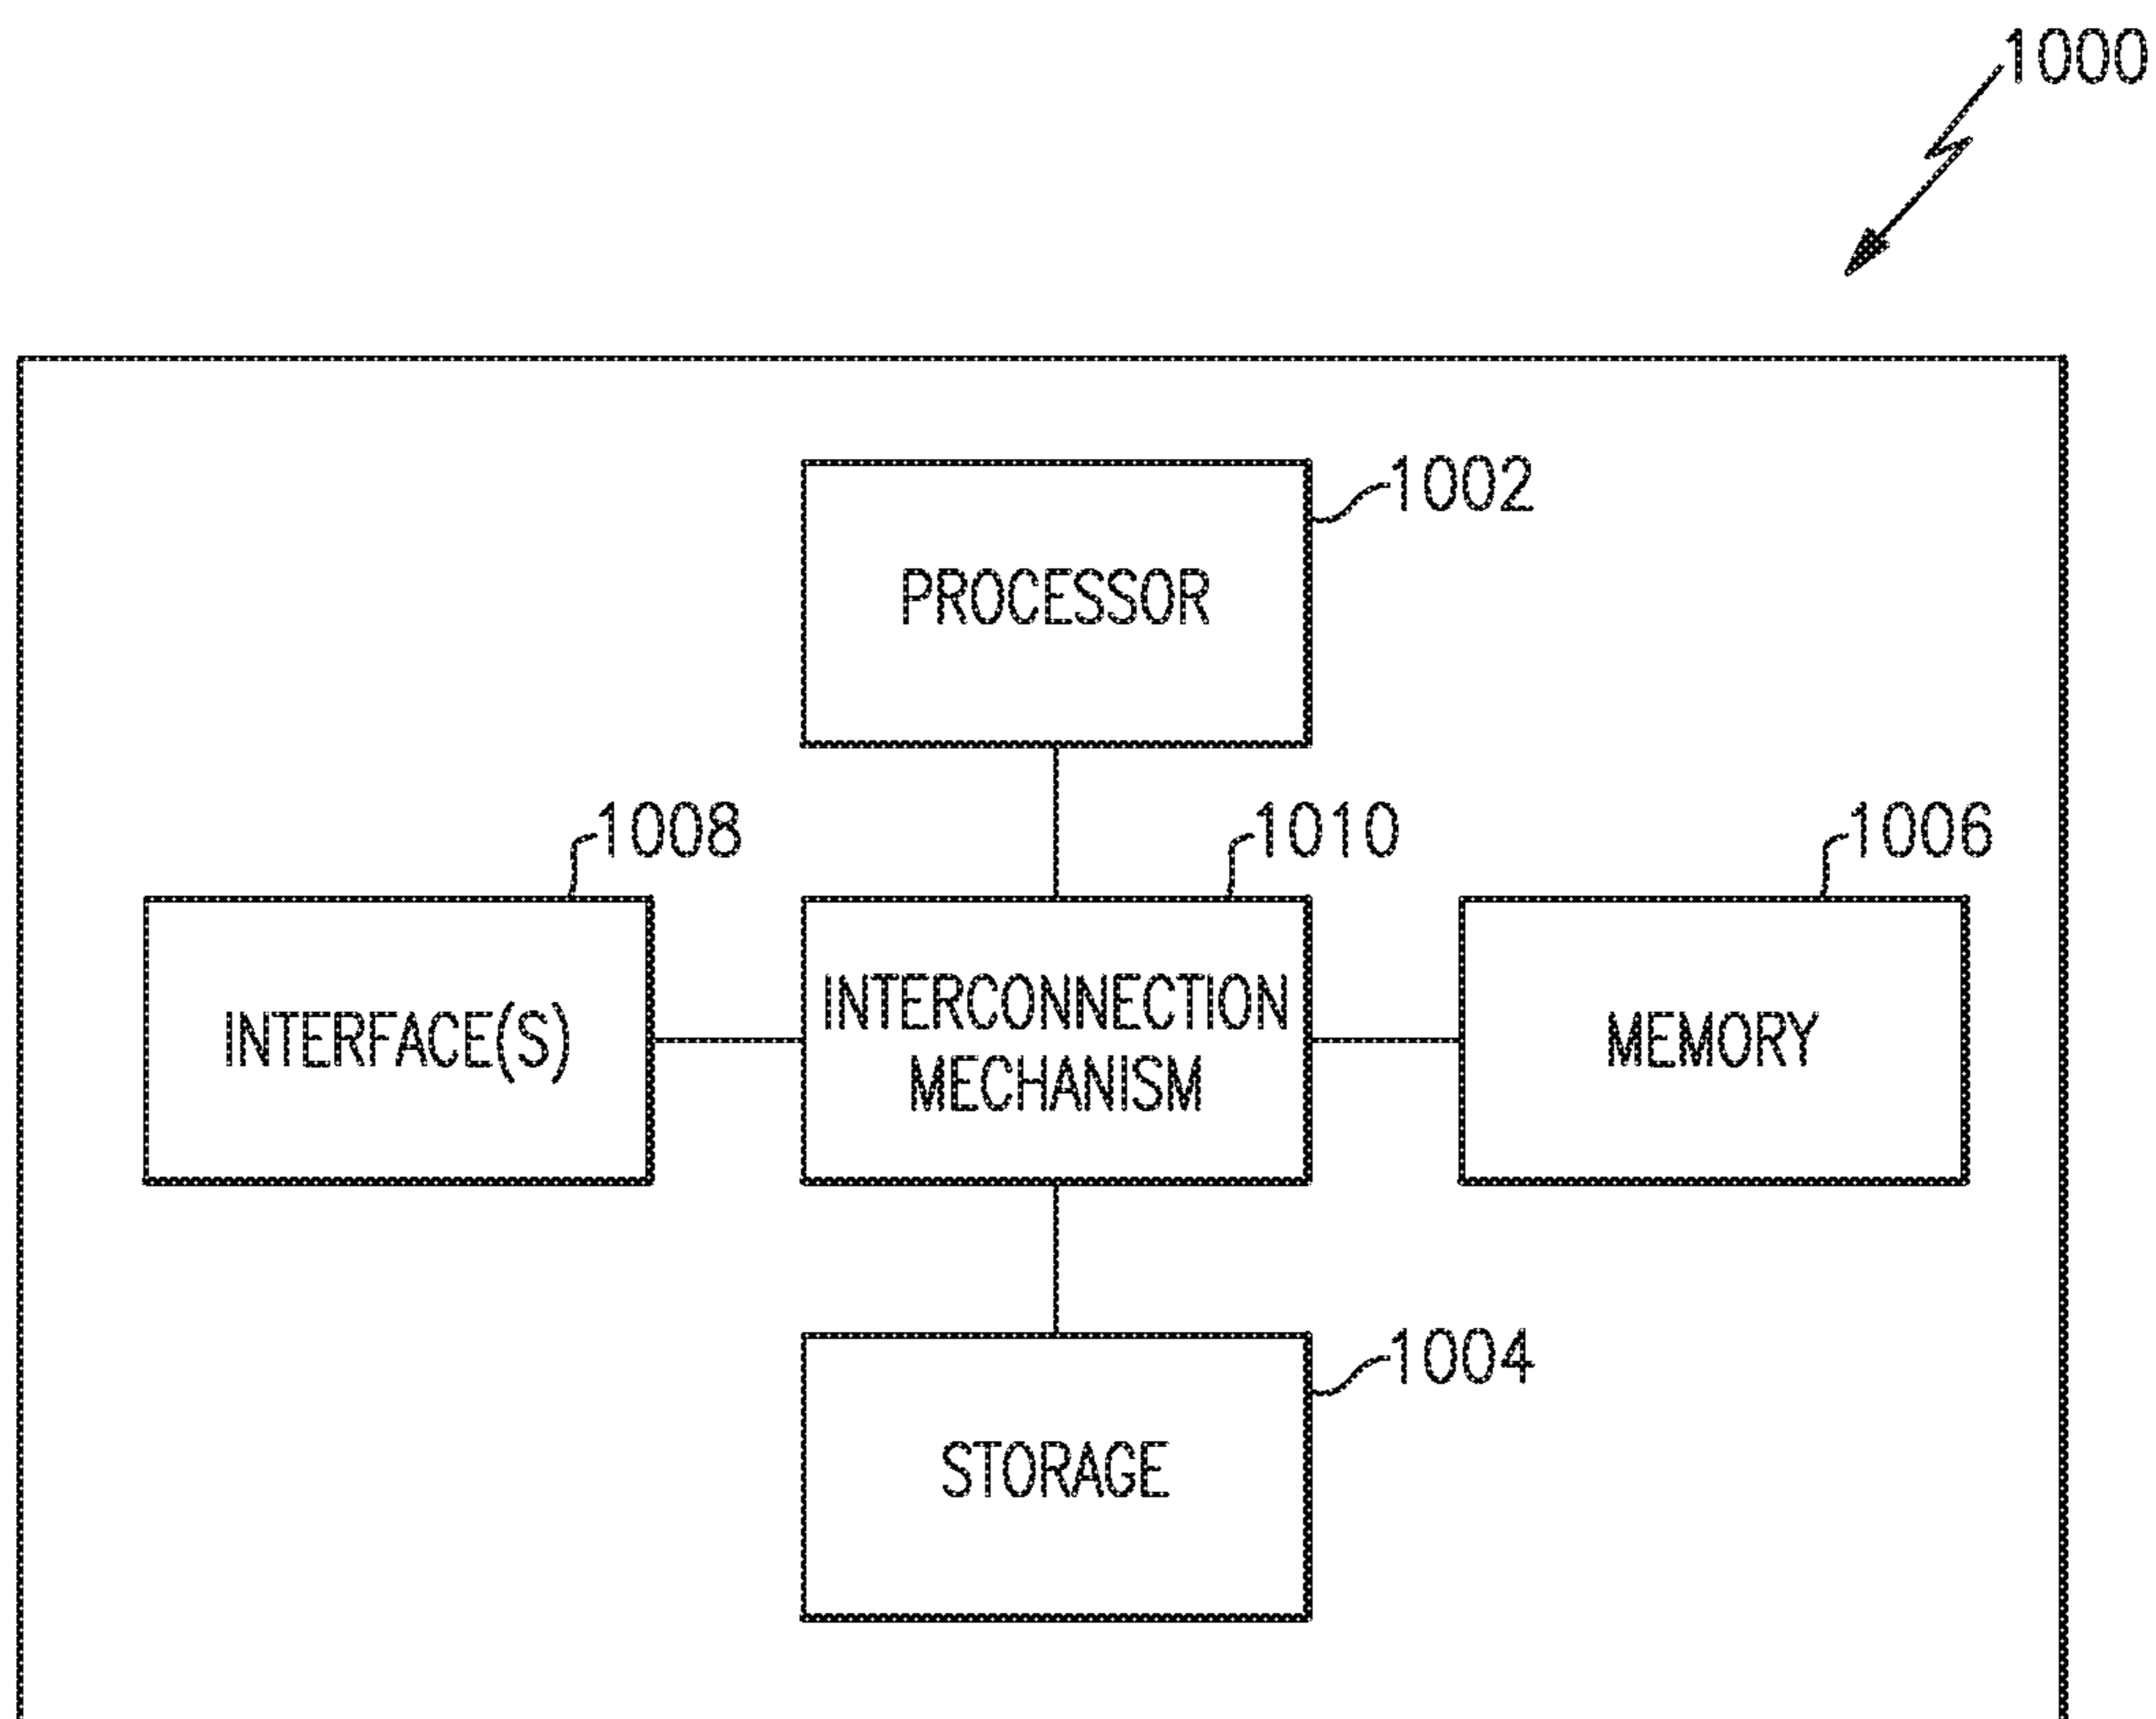 1000
1002
PROCESSOR
1008
1010
1006
INTERFACE(S)
INTERCONNECTION
MECHANISM
MEMORY
1004
STORAGE